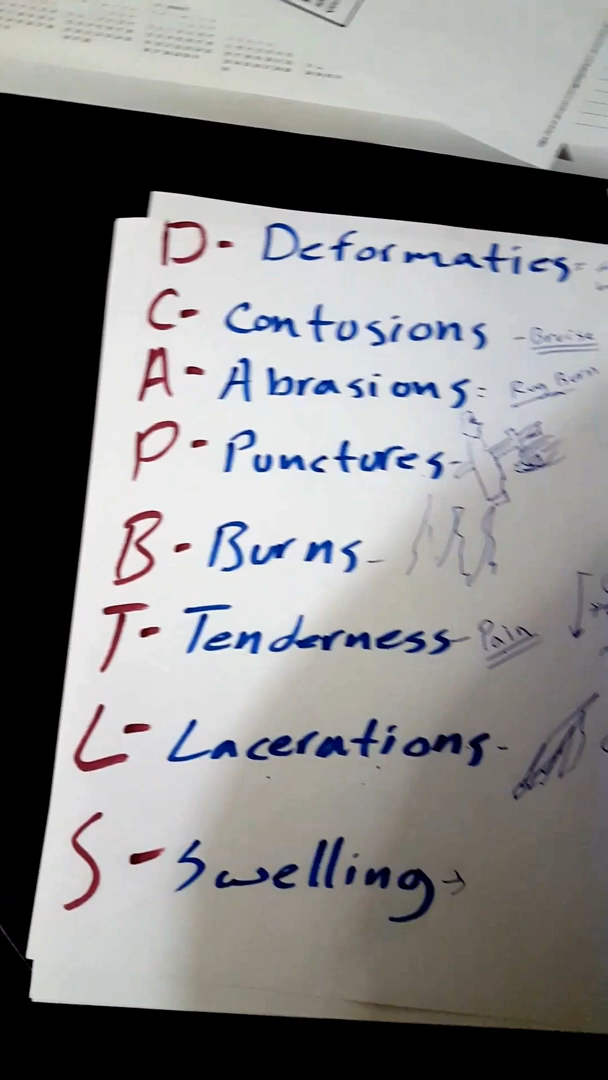 D- Deformatics=
C- Contusions - Bruise
A- Abrasions= Rug Burn
P- Punctures-
B- Burns-
T- Tenderness- Pain
L- Lacerations-
S- Swelling→